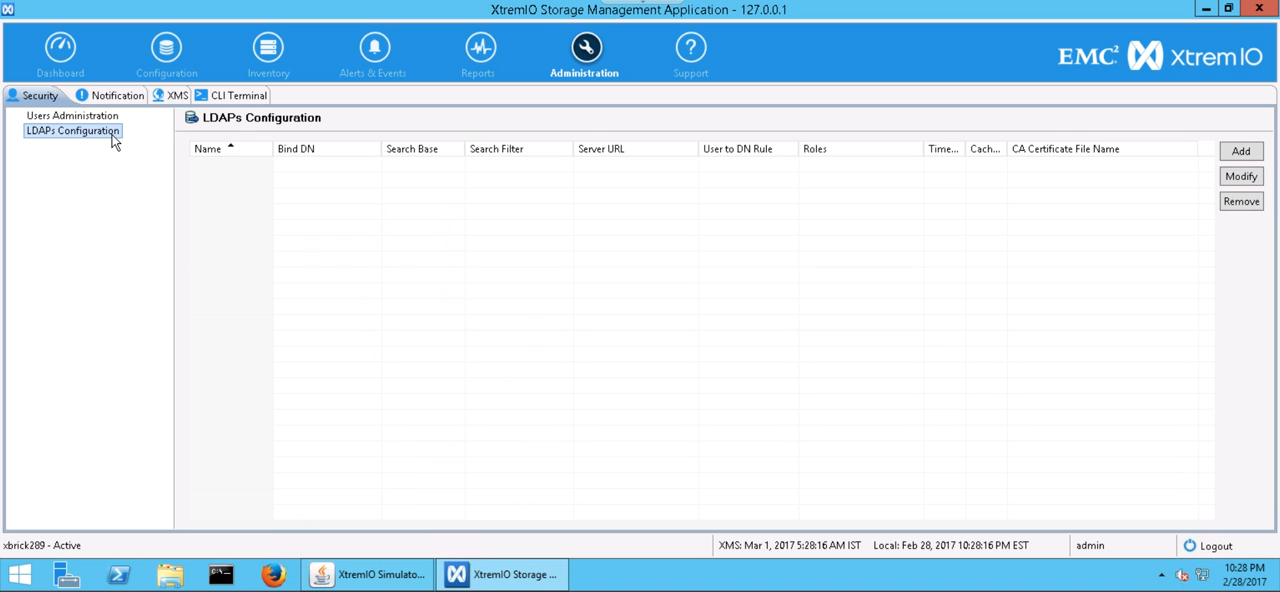 XtremIO Storage Management Application - 127.0.0.1
Dashboard Configuration Inventory Alerts & Events Reports Administration Support
EMC² XtremIO
Security Notification XMS CLI Terminal
Users Administration
LDAPs Configuration
LDAPs Configuration
Name Bind DN Search Base Search Filter Server URL User to DN Rule Roles Time... Cach... CA Certificate File Name
Add
Modify
Remove
xbrick289 - Active XMS: Mar 1, 2017 5:28:16 AM IST Local: Feb 28, 2017 10:28:16 PM EST admin Logout
XtremIO Simulato... XtremIO Storage ...
10:28 PM
2/28/2017